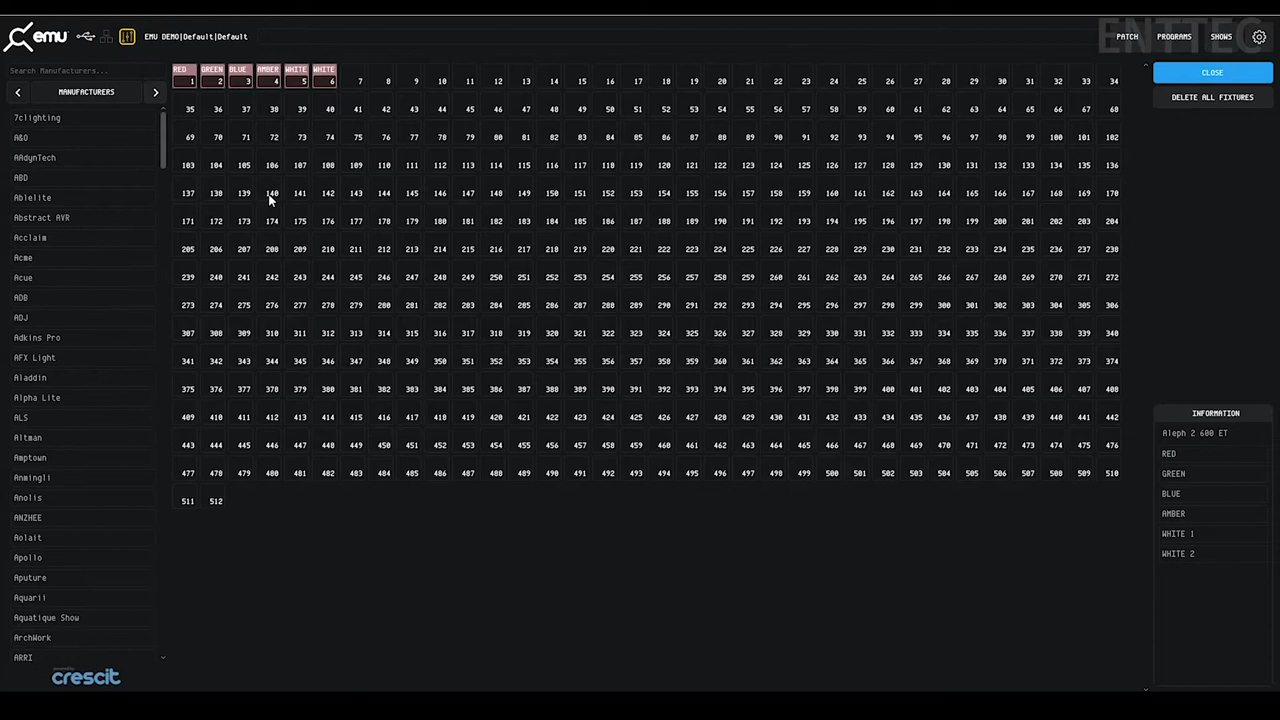 ENTTEC
emu
EMU DEMO|Default|Default
PATCH PROGRAMS SHOWS
Search Manufacturers...
MANUFACTURERS
7clighting
A&O
AAdynTech
ABD
Ablelite
Abstract AVR
Acclaim
Acme
Acue
ADB
ADJ
Adkins Pro
AFX Light
Aladdin
Alpha Lite
ALS
Altman
Amptown
Anmingli
Anolis
ANZHEE
Aolait
Apollo
Aputure
Aquarii
Aquatique Show
ArchWork
ARRI
powered by
crescit
RED GREEN BLUE AMBER WHITE WHITE
1 2 3 4 5 6 7 8 9 10 11 12 13 14 15 16 17 18 19 20 21 22 23 24 25 26 27 28 29 30 31 32 33 34
35 36 37 38 39 40 41 42 43 44 45 46 47 48 49 50 51 52 53 54 55 56 57 58 59 60 61 62 63 64 65 66 67 68
69 70 71 72 73 74 75 76 77 78 79 80 81 82 83 84 85 86 87 88 89 90 91 92 93 94 95 96 97 98 99 100 101 102
103 104 105 106 107 108 109 110 111 112 113 114 115 116 117 118 119 120 121 122 123 124 125 126 127 128 129 130 131 132 133 134 135 136
137 138 139 140 141 142 143 144 145 146 147 148 149 150 151 152 153 154 155 156 157 158 159 160 161 162 163 164 165 166 167 168 169 170
171 172 173 174 175 176 177 178 179 180 181 182 183 184 185 186 187 188 189 190 191 192 193 194 195 196 197 198 199 200 201 202 203 204
205 206 207 208 209 210 211 212 213 214 215 216 217 218 219 220 221 222 223 224 225 226 227 228 229 230 231 232 233 234 235 236 237 238
239 240 241 242 243 244 245 246 247 248 249 250 251 252 253 254 255 256 257 258 259 260 261 262 263 264 265 266 267 268 269 270 271 272
273 274 275 276 277 278 279 280 281 282 283 284 285 286 287 288 289 290 291 292 293 294 295 296 297 298 299 300 301 302 303 304 305 306
307 308 309 310 311 312 313 314 315 316 317 318 319 320 321 322 323 324 325 326 327 328 329 330 331 332 333 334 335 336 337 338 339 340
341 342 343 344 345 346 347 348 349 350 351 352 353 354 355 356 357 358 359 360 361 362 363 364 365 366 367 368 369 370 371 372 373 374
375 376 377 378 379 380 381 382 383 384 385 386 387 388 389 390 391 392 393 394 395 396 397 398 399 400 401 402 403 404 405 406 407 408
409 410 411 412 413 414 415 416 417 418 419 420 421 422 423 424 425 426 427 428 429 430 431 432 433 434 435 436 437 438 439 440 441 442
443 444 445 446 447 448 449 450 451 452 453 454 455 456 457 458 459 460 461 462 463 464 465 466 467 468 469 470 471 472 473 474 475 476
477 478 479 480 481 482 483 484 485 486 487 488 489 490 491 492 493 494 495 496 497 498 499 500 501 502 503 504 505 506 507 508 509 510
511 512
CLOSE
DELETE ALL FIXTURES
INFORMATION
Aleph 2 600 ET
RED
GREEN
BLUE
AMBER
WHITE 1
WHITE 2